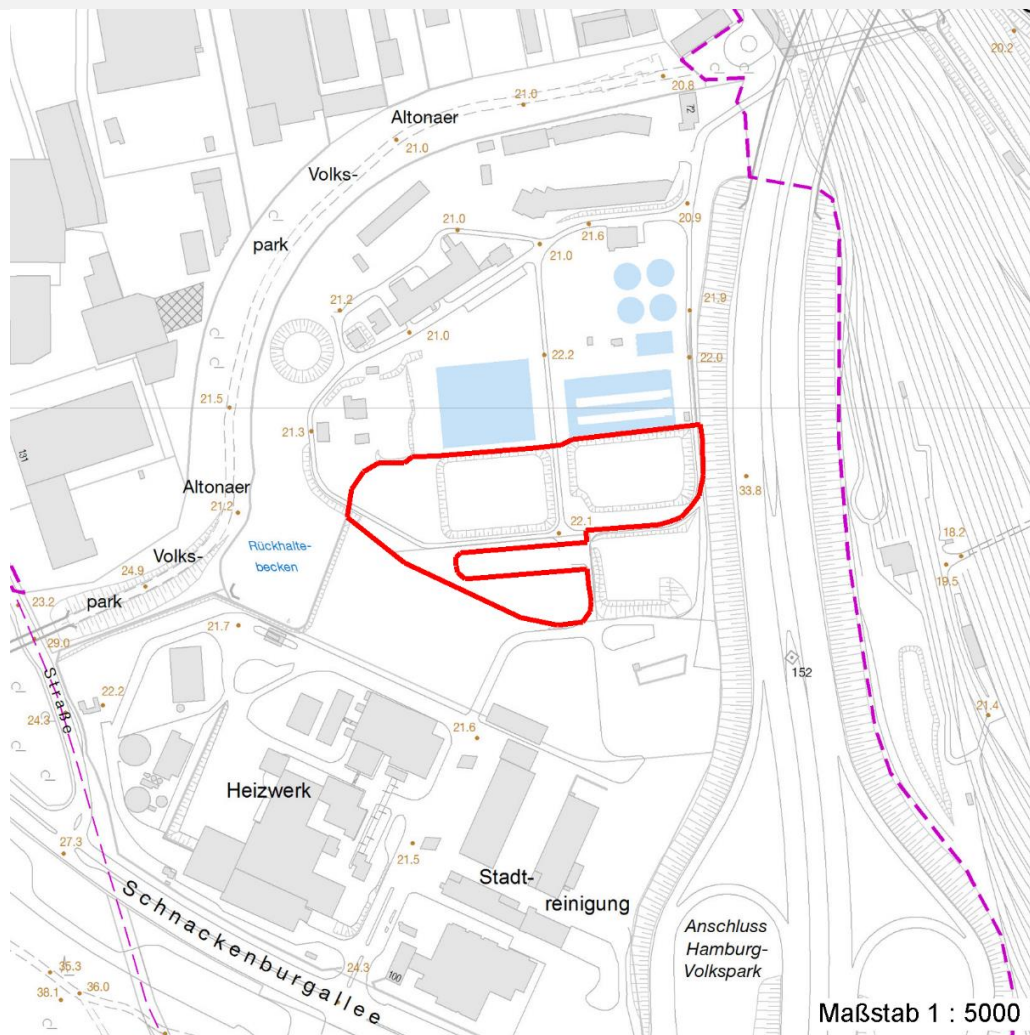 20.2
20.8
21.0
Altonaer
21.0
72
Volks-
park
20.9
21.0
21.6
21.0
21.2
21.9
21.0
22.2
22.0
21.5
131
21.3
33.8
Altonaer
21.2
22.1
Rückhalte-
becken
Volks-
18.2
19.5
24.9
park
23.2
21.7
29.0
Straße
152
22.2
24.3
21.4
21.6
Heizwerk
27.3
21.5
Stadt-
reinigung
Schnackenburgallee
Anschluss
Hamburg-
Volkspark
24.3
100
35.3
36.0
38.1
Maßstab 1 : 5000